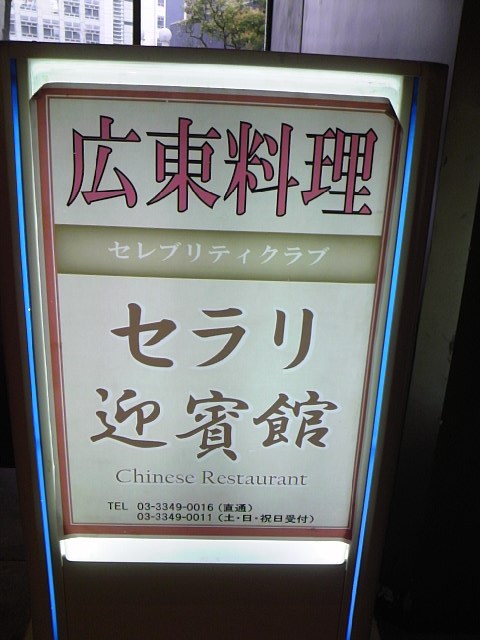 広東料理
セレブリティクラブ
セラリ
迎賓館
Chinese Restaurant
TEL 03-3349-0016 (直通)
03-3349-0011 (土・日・祝日受付)